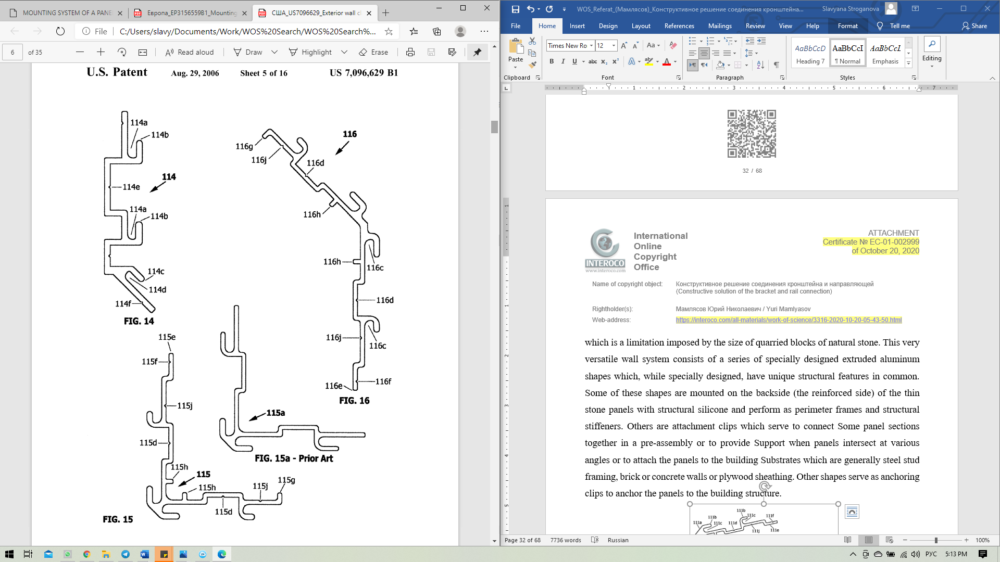 MOUNTING SYSTEM OF A PANE
Европа_EP3156559B1_Mounting
США_US7096629_Exterior wall cl
File
C:/Users/slavy/Documents/Work/WOS%20Search/WOS%20Search%...
6 of 35
Read aloud
Draw
Highlight
Erase
U.S. Patent Aug. 29, 2006 Sheet 5 of 16 US 7,096,629 B1
114a
114b
114
114e
114a
114b
114c
114d
114f
FIG. 14
116
116g
116j
116d
116h
116h
116c
116d
116j
116c
116e
116f
FIG. 16
115e
115f
115j
115d
115h
115
115h
115j
115g
115d
FIG. 15
115a
FIG. 15a - Prior Art
WOS_Referat_(Мамлясов)_Конструктивное решение соединения кронштейна...
Slavyana Stroganova
File Home Insert Design Layout References Mailings Review View Help Format Tell me Share
Paste
Clipboard
Times New Ro 12
Aa
B I U abc x₂ x²
Font
Paragraph
AaBbCcD AaBbCcI AaBbCcI
Heading 7 ¶ Normal Emphasis
Styles
Editing
1 2 3 4 5 6 7
32 / 68
INTEROCO
www.interoco.com
International
Online
Copyright
Office
ATTACHMENT
Certificate № EC-01-002999
of October 20, 2020
Name of copyright object: Конструктивное решение соединения кронштейна и направляющей
(Constructive solution of the bracket and rail connection)
Rightholder(s): Мамлясов Юрий Николаевич / Yuri Mamlyasov
Web-address: https://interoco.com/all-materials/work-of-science/3316-2020-10-20-05-43-50.html
which is a limitation imposed by the size of quarried blocks of natural stone. This very
versatile wall system consists of a series of specially designed extruded aluminum
shapes which, while specially designed, have unique structural features in common.
Some of these shapes are mounted on the backside (the reinforced side) of the thin
stone panels with structural silicone and perform as perimeter frames and structural
stiffeners. Others are attachment clips which serve to connect Some panel sections
together in a pre-assembly or to provide Support when panels intersect at various
angles or to attach the panels to the building Substrates which are generally steel stud
framing, brick or concrete walls or plywood sheathing. Other shapes serve as anchoring
clips to anchor the panels to the building structure.
111a
111b
111c
111d
111b
111c
111f
111j
111e
Page 32 of 68 7736 words Russian
100%
РУС 5:13 PM